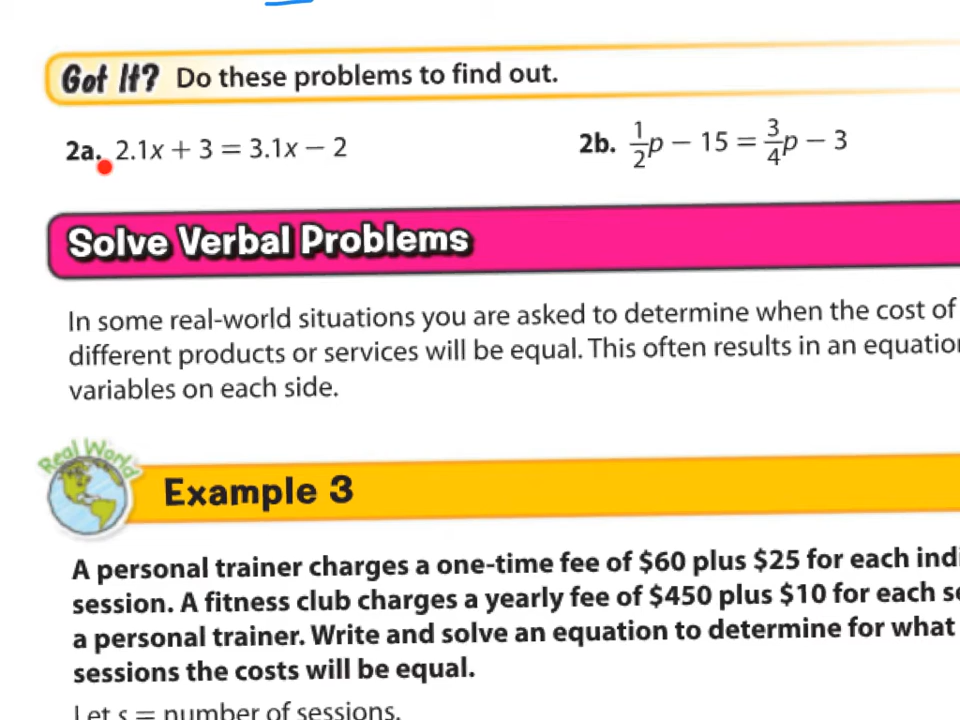 Got It? Do these problems to find out.
2a. 2.1x + 3 = 3.1x − 2
2b. 1/2p − 15 = 3/4p − 3
Solve Verbal Problems
In some real-world situations you are asked to determine when the cost of
different products or services will be equal. This often results in an
variables on each side.
Real World
Example 3
A personal trainer charges a one-time fee of $60 plus $25 for each
session. A fitness club charges a yearly fee of $450 plus $10 for each
a personal trainer. Write and solve an equation to determine for what
sessions the costs will be equal.
Let s = number of sessions.